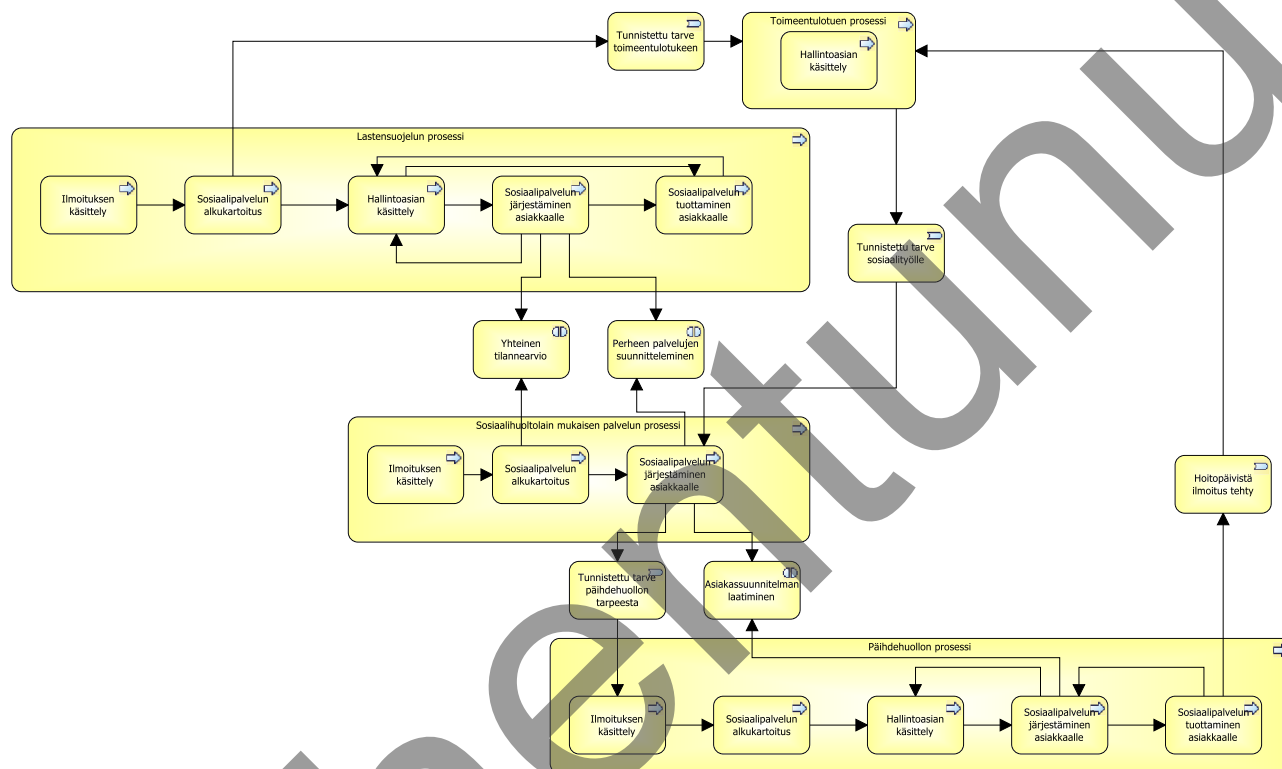 Tunnistettu tarve
toimeentulotukeen
Toimeentulotuen prosessi
Hallintoasian
käsittely
Lastensuojelun prosessi
Ilmoituksen
käsittely
Sosiaalipalvelun
alkukartoitus
Hallintoasian
käsittely
Sosiaalipalvelun
järjestäminen
asiakkaalle
Sosiaalipalvelun
tuottaminen
asiakkaalle
Tunnistettu tarve
sosiaalityölle
Yhteinen
tilannearvio
Perheen palvelujen
suunnitteleminen
Sosiaalihuoltolain mukaisen palvelun prosessi
Ilmoituksen
käsittely
Sosiaalipalvelun
alkukartoitus
Sosiaalipalvelun
järjestäminen
asiakkaalle
Hoitopäivistä
ilmoitus tehty
Tunnistettu tarve
päihdehuollon
tarpeesta
Asiakassuunnitelman
laatiminen
Päihdehuollon prosessi
Ilmoituksen
käsittely
Sosiaalipalvelun
alkukartoitus
Hallintoasian
käsittely
Sosiaalipalvelun
järjestäminen
asiakkaalle
Sosiaalipalvelun
tuottaminen
asiakkaalle